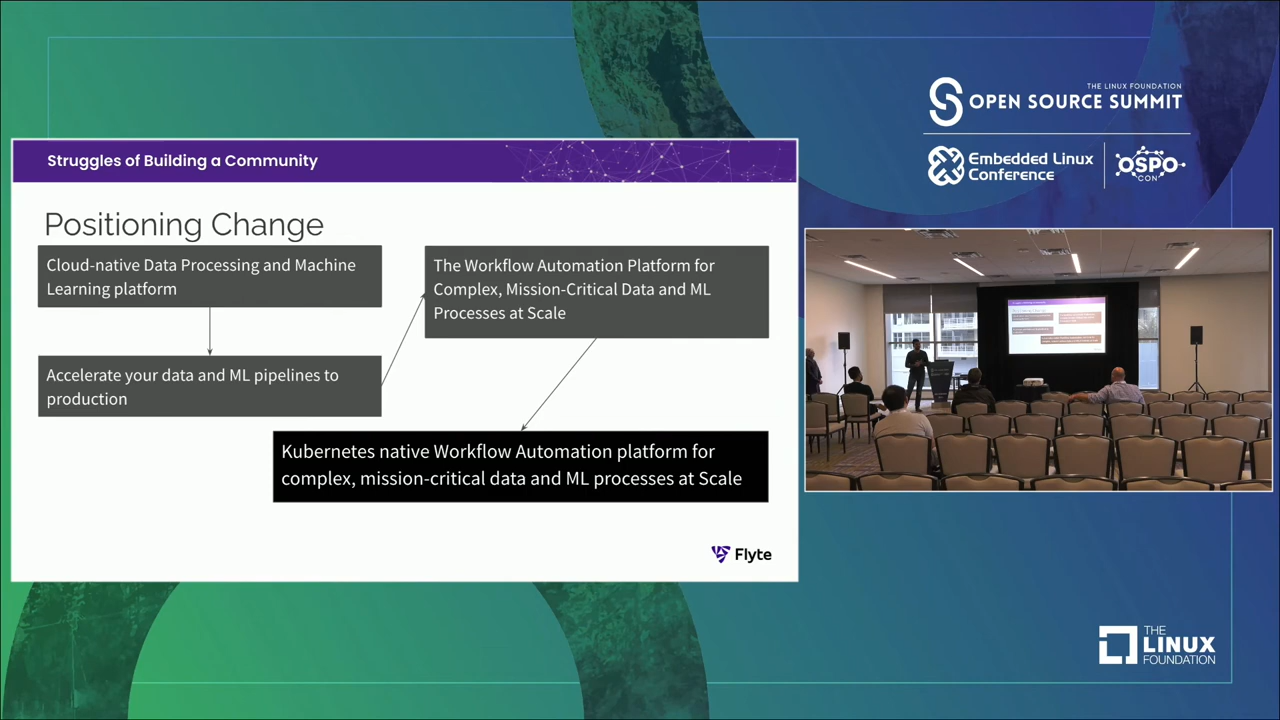 THE LINUX FOUNDATION
OPEN SOURCE SUMMIT
Embedded Linux
Conference
OSPO
CON
Struggles of Building a Community
Positioning Change
Cloud-native Data Processing and Machine
Learning platform
Accelerate your data and ML pipelines to
production
The Workflow Automation Platform for
Complex, Mission-Critical Data and ML
Processes at Scale
Kubernetes native Workflow Automation platform for
complex, mission-critical data and ML processes at Scale
Flyte
THE
LINUX
FOUNDATION